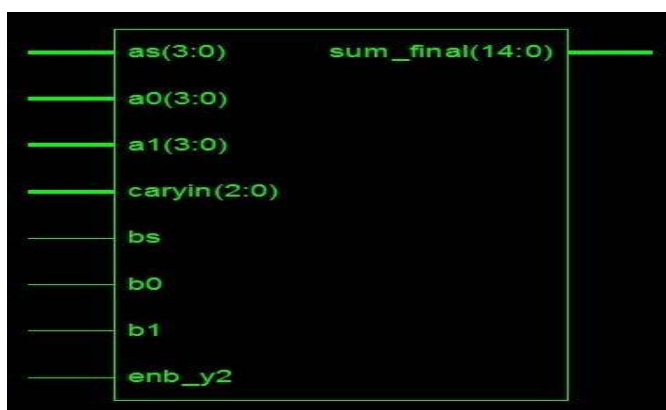 as(3:0) sum_final(14:0)
a0(3:0)
a1(3:0)
caryin(2:0)
bs
b0
b1
enb_y2